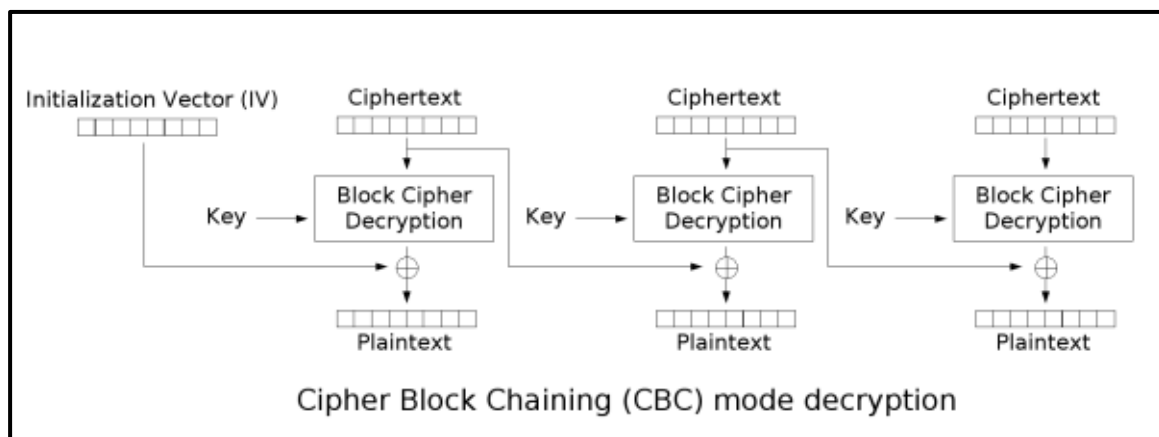 Initialization Vector (IV)
Ciphertext
Ciphertext
Ciphertext
Key
Block Cipher
Decryption
Key
Block Cipher
Decryption
Key
Block Cipher
Decryption
Plaintext
Plaintext
Plaintext
Cipher Block Chaining (CBC) mode decryption